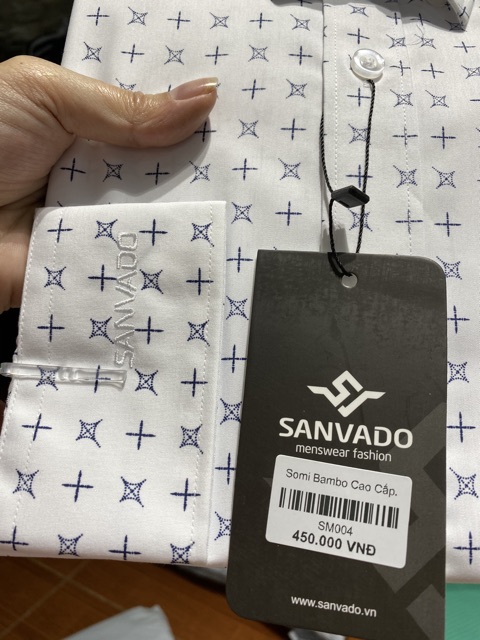 SANVADO
SANVADO
menswear fashion
Somi Bambo Cao Cấp.
SM004
450.000 VNĐ
www.sanvado.vn